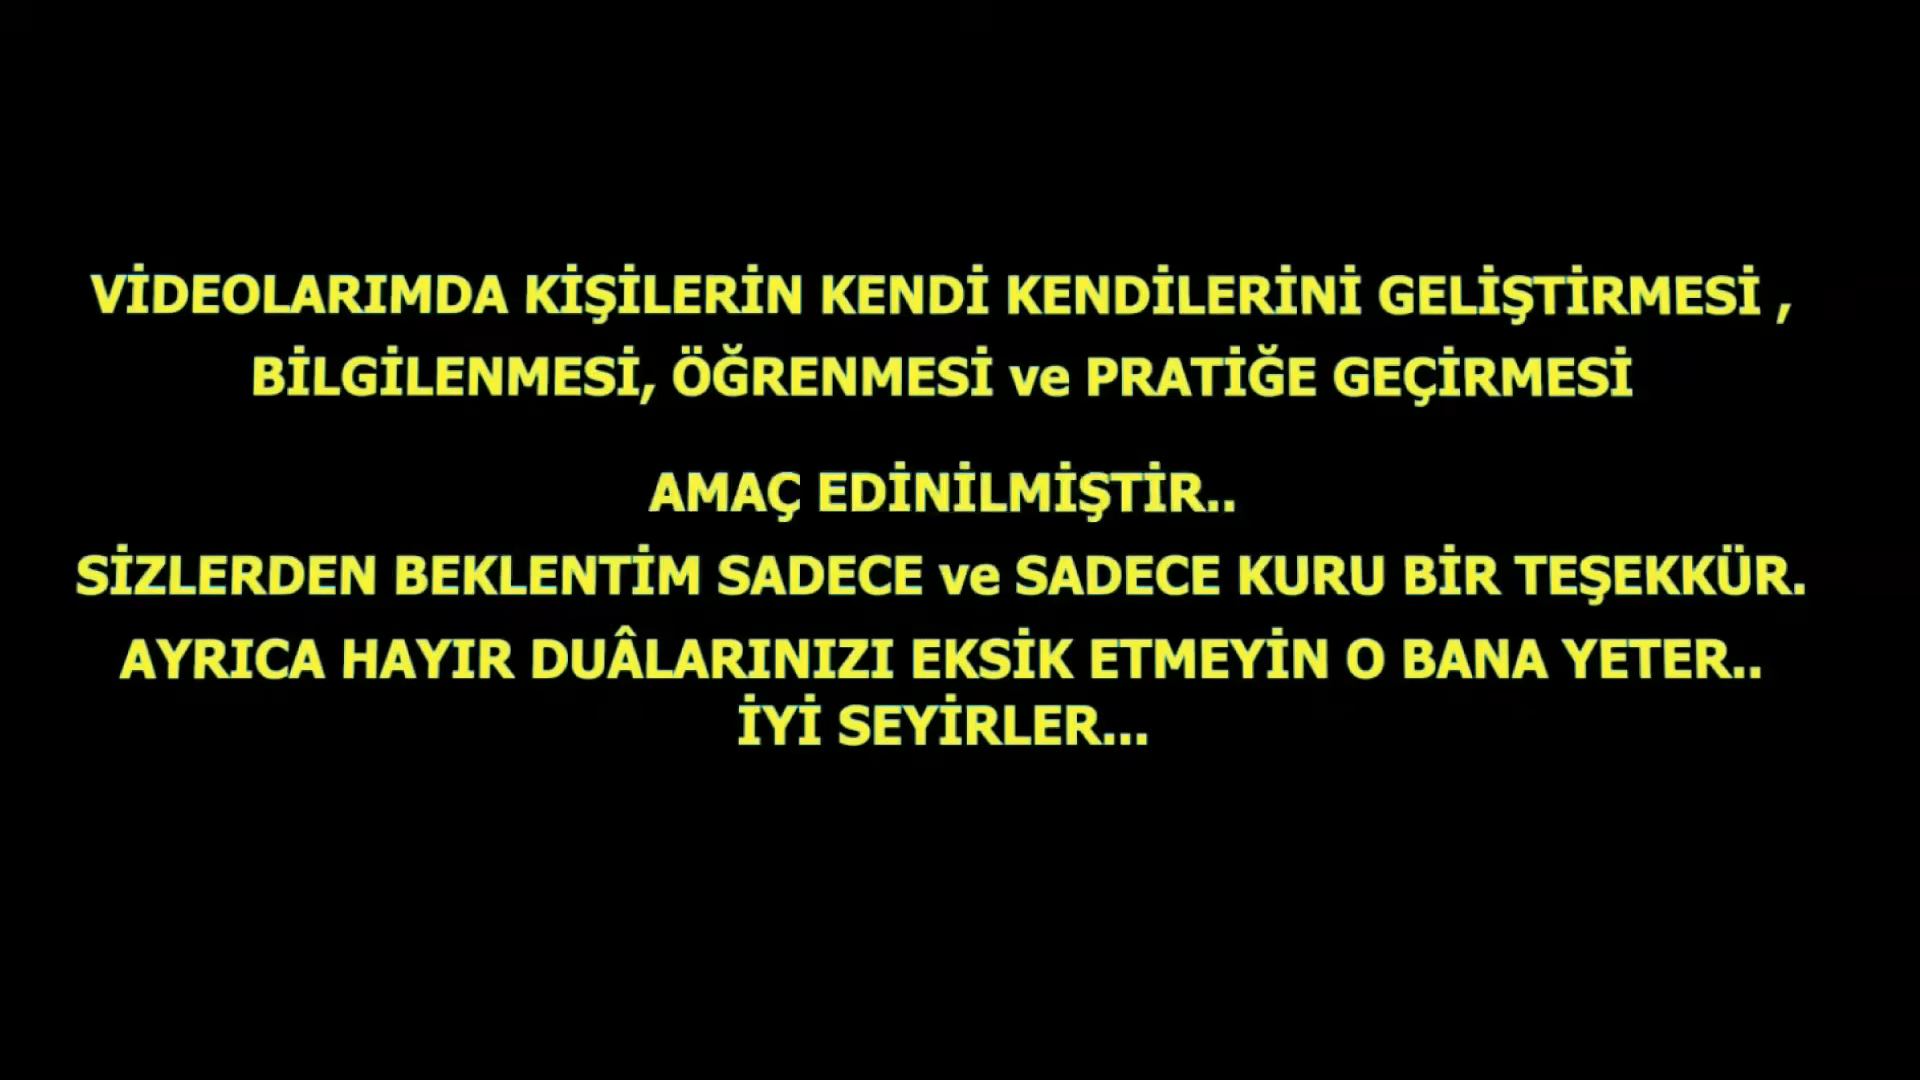 VİDEOLARIMDA KİŞİLERİN KENDİ KENDİLERİNİ GELİŞTİRMESİ ,
BİLGİLENMESİ, ÖĞRENMESİ ve PRATİĞE GEÇİRMESİ
AMAÇ EDİNİLMİŞTİR..
SİZLERDEN BEKLENTİM SADECE ve SADECE KURU BİR TEŞEKKÜR.
AYRICA HAYIR DUÂLARINIZI EKSİK ETMEYİN O BANA YETER..
İYİ SEYİRLER...